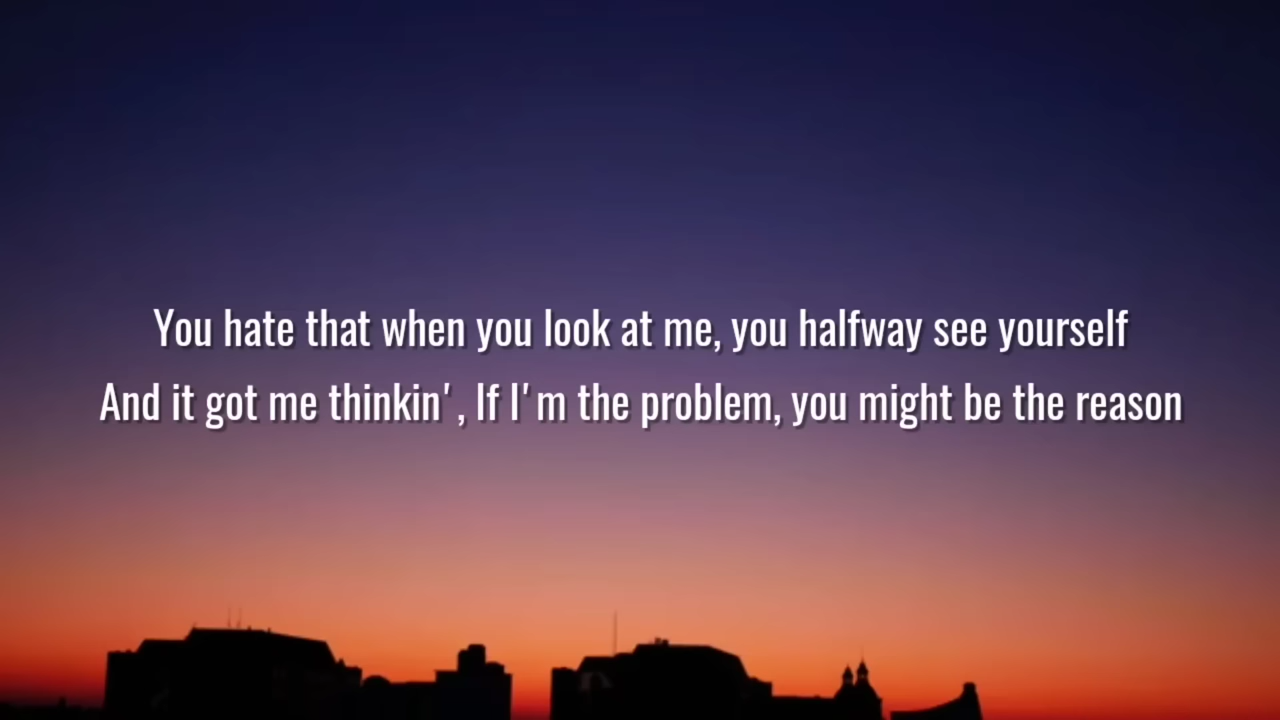 You hate that when you look at me, you halfway see yourself
And it got me thinkin', If I'm the problem, you might be the reason